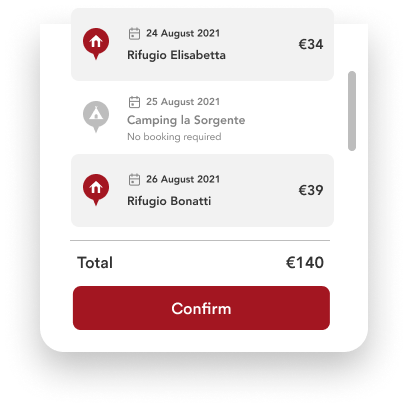 24 August 2021
Rifugio Elisabetta
€34
25 August 2021
Camping la Sorgente
No booking required
26 August 2021
Rifugio Bonatti
€39
Total
€140
Confirm